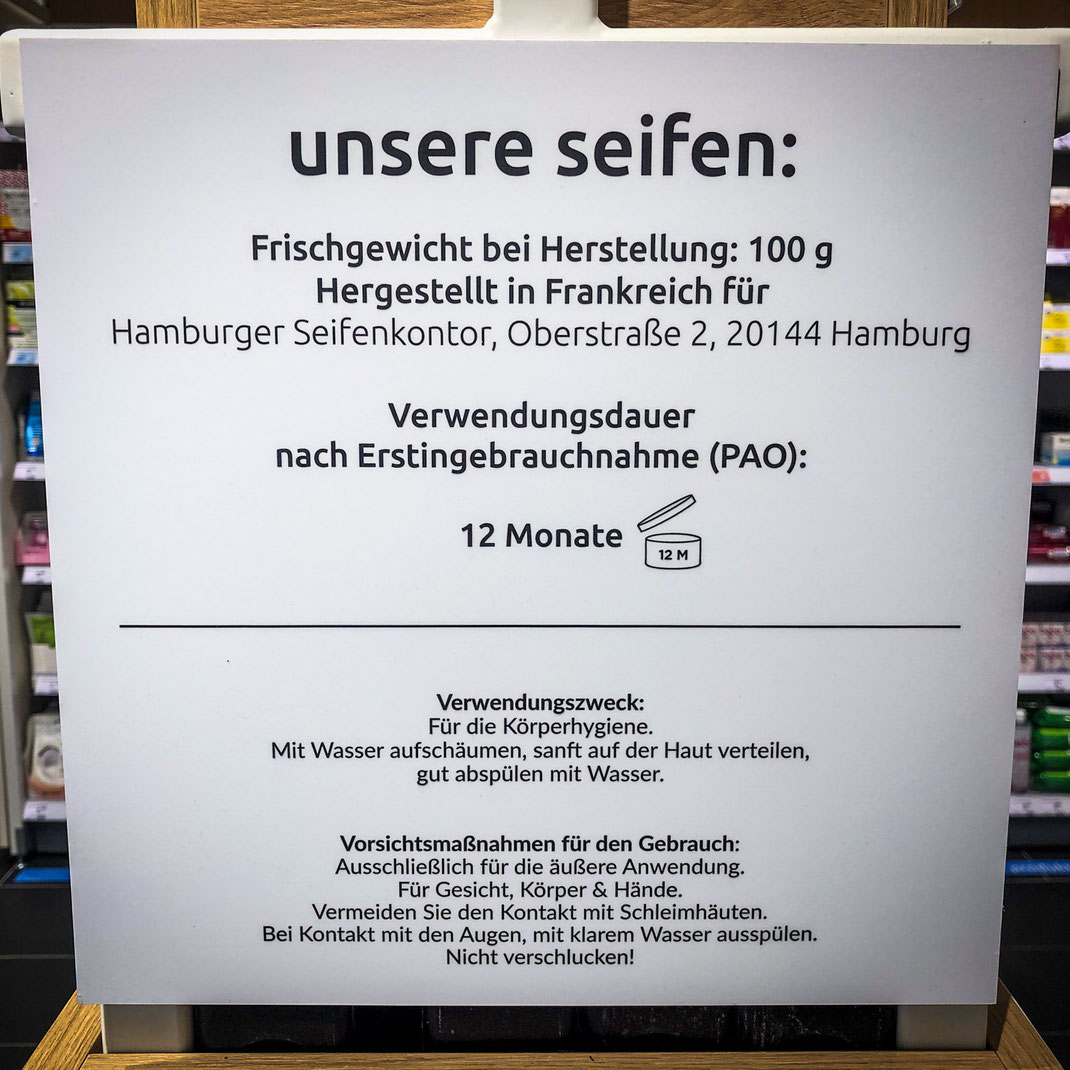 unsere seifen:
Frischgewicht bei Herstellung: 100 g
Hergestellt in Frankreich für
Hamburger Seifenkontor, Oberstraße 2, 20144 Hamburg
Verwendungsdauer
nach Erstingebrauchnahme (PAO):
12 Monate
12 M
Verwendungszweck:
Für die Körperhygiene.
Mit Wasser aufschäumen, sanft auf der Haut verteilen,
gut abspülen mit Wasser.
Vorsichtsmaßnahmen für den Gebrauch:
Ausschließlich für die äußere Anwendung.
Für Gesicht, Körper & Hände.
Vermeiden Sie den Kontakt mit Schleimhäuten.
Bei Kontakt mit den Augen, mit klarem Wasser ausspülen.
Nicht verschlucken!